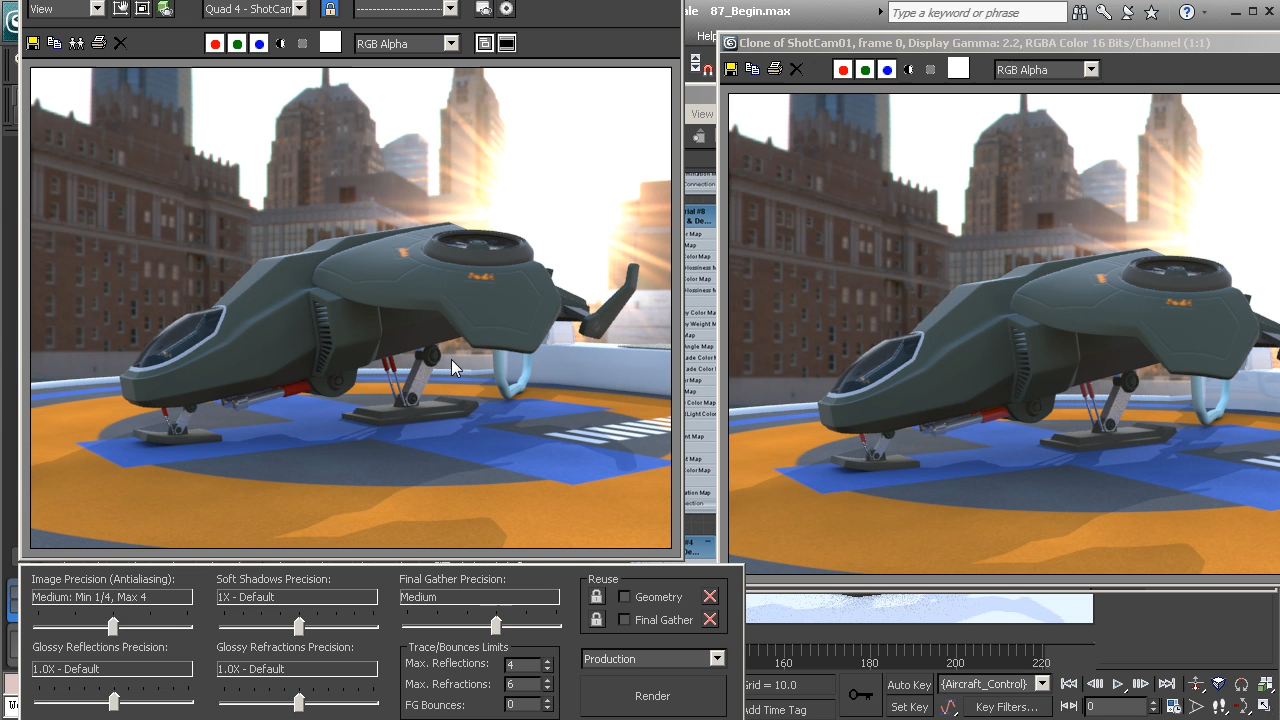 View
Quad 4 - ShotCam
RGB Alpha
87_Begin.max
Type a keyword or phrase
Help
Clone of ShotCam01, frame 0, Display Gamma: 2.2, RGBA Color 16 Bits/Channel (1:1)
RGB Alpha
View
Image Precision (Antialiasing):
Medium: Min 1/4, Max 4
Soft Shadows Precision:
1X - Default
Final Gather Precision:
Medium
Reuse
Geometry
Final Gather
Glossy Reflections Precision:
1.0X - Default
Glossy Refractions Precision:
1.0X - Default
Trace/Bounces Limits
Max. Reflections: 4
Max. Refractions: 6
FG Bounces: 0
Production
Render
160 180 200 220
Grid = 10.0
Add Time Tag
Auto Key
{Aircraft_Control}
Set Key
Key Filters...
0